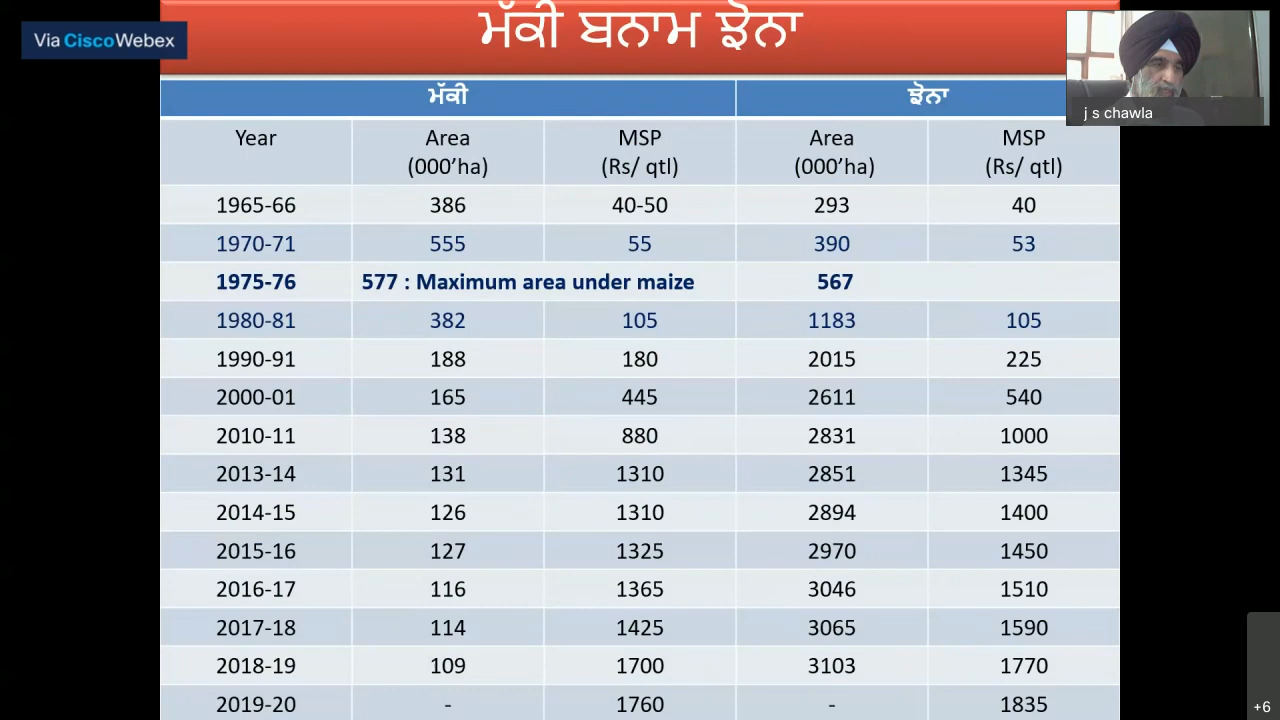 Via Cisco Webex
ਮੱਕੀ ਬਨਾਮ ਝੋਨਾ
j s chawla
ਮੱਕੀ ਝੋਨਾ
Year Area (000’ha) MSP (Rs/ qtl) Area (000’ha) MSP (Rs/ qtl)
1965-66 386 40-50 293 40
1970-71 555 55 390 53
1975-76 577 : Maximum area under maize 567
1980-81 382 105 1183 105
1990-91 188 180 2015 225
2000-01 165 445 2611 540
2010-11 138 880 2831 1000
2013-14 131 1310 2851 1345
2014-15 126 1310 2894 1400
2015-16 127 1325 2970 1450
2016-17 116 1365 3046 1510
2017-18 114 1425 3065 1590
2018-19 109 1700 3103 1770
2019-20 - 1760 - 1835
+6